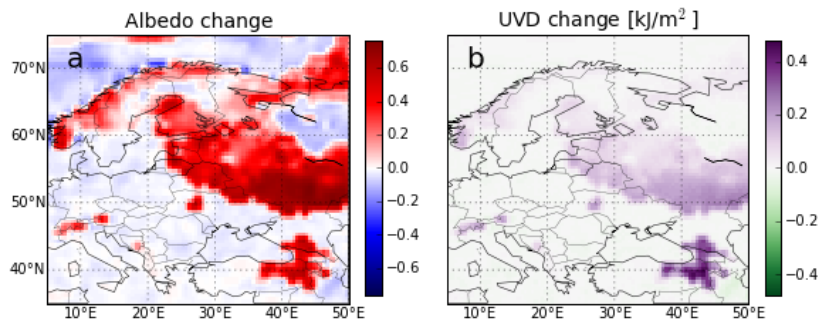 Albedo change
UVD change [kJ/m² ]
a
b
70°N
60°N
50°N
40°N
10°E 20°E 30°E 40°E 50°E
0.6
0.4
0.2
0.0
−0.2
−0.4
−0.6
10°E 20°E 30°E 40°E 50°E
0.4
0.2
0.0
−0.2
−0.4